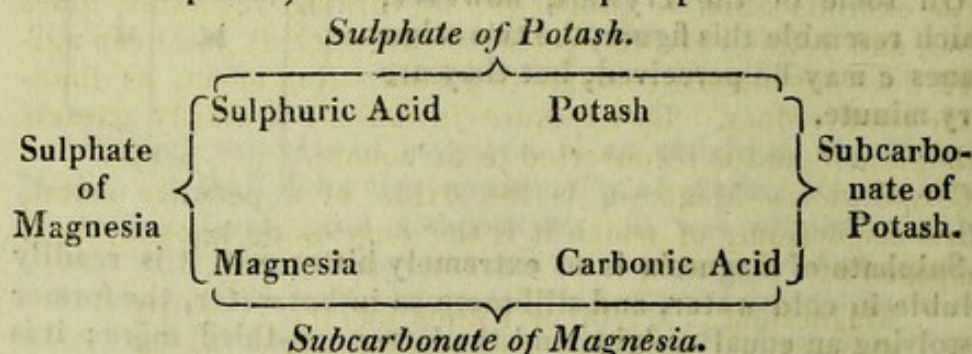 Sulphate of Potash.
Sulphuric Acid Potash
Sulphate
of
Magnesia
Subcarbo-
nate of
Potash.
Magnesia Carbonic Acid
Subcarbonate of Magnesia.